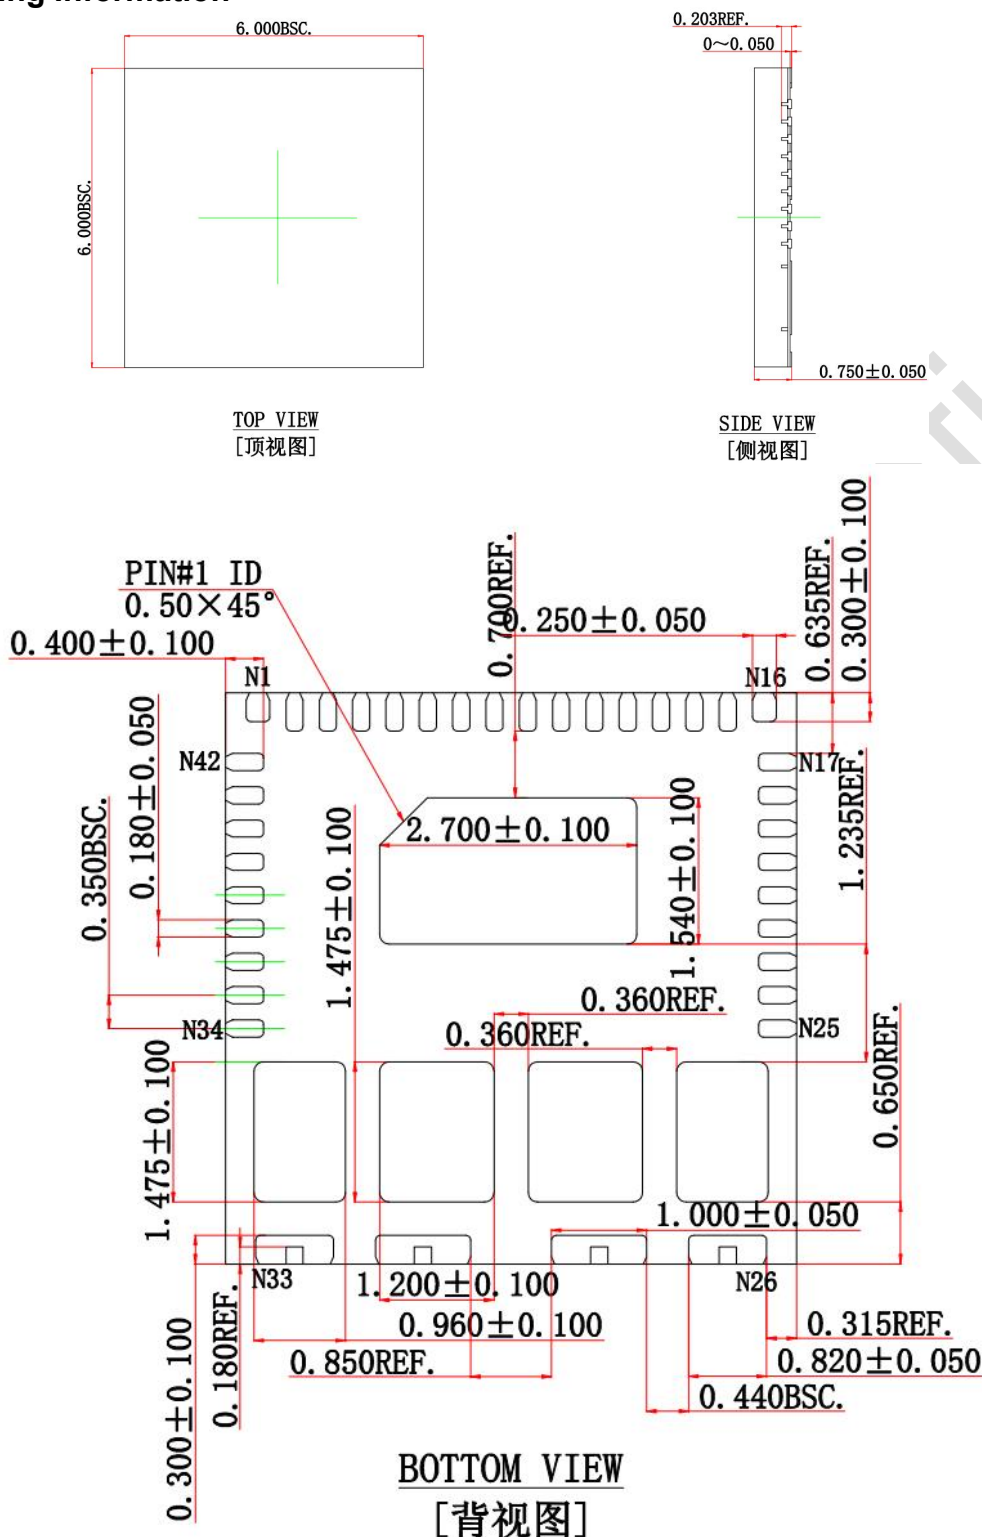 6.000BSC.
0.203REF.
0~0.050
6.000BSC.
0.750±0.050
TOP VIEW
[顶视图]
SIDE VIEW
[侧视图]
PIN#1 ID
0.50×45°
0.700REF.
0.250±0.050
0.635REF.
0.300±0.100
0.400±0.100
N1
N16
N42
N17
0.180±0.050
0.350BSC.
1.475±0.100
2.700±0.100
1.540±0.100
1.235REF.
0.360REF.
0.360REF.
N34
N25
0.650REF.
1.475±0.100
1.000±0.050
N33
N26
1.200±0.100
0.960±0.100
0.315REF.
0.180REF.
0.300±0.100
0.850REF.
0.820±0.050
0.440BSC.
BOTTOM VIEW
[背视图]